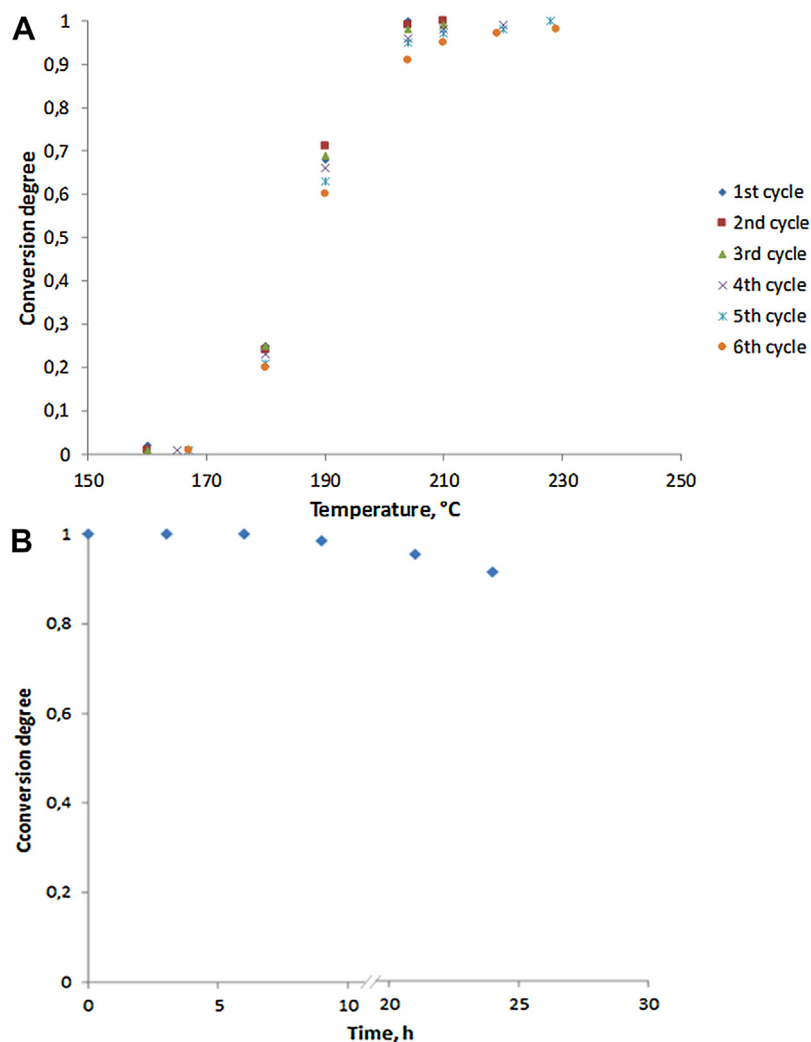 A
Conversion degree
1
0,9
0,8
0,7
0,6
0,5
0,4
0,3
0,2
0,1
0
150 170 190 210 230 250
Temperature, °C
1st cycle
2nd cycle
3rd cycle
4th cycle
5th cycle
6th cycle
B
Cconversion degree
1
0,8
0,6
0,4
0,2
0
0 5 10 20 25 30
Time, h